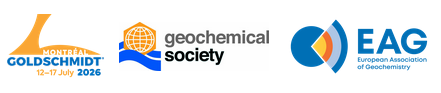 MONTRÉAL
GOLDSCHMIDT
12–17 July 2026
geochemical
society
EAG
European Association
of Geochemistry